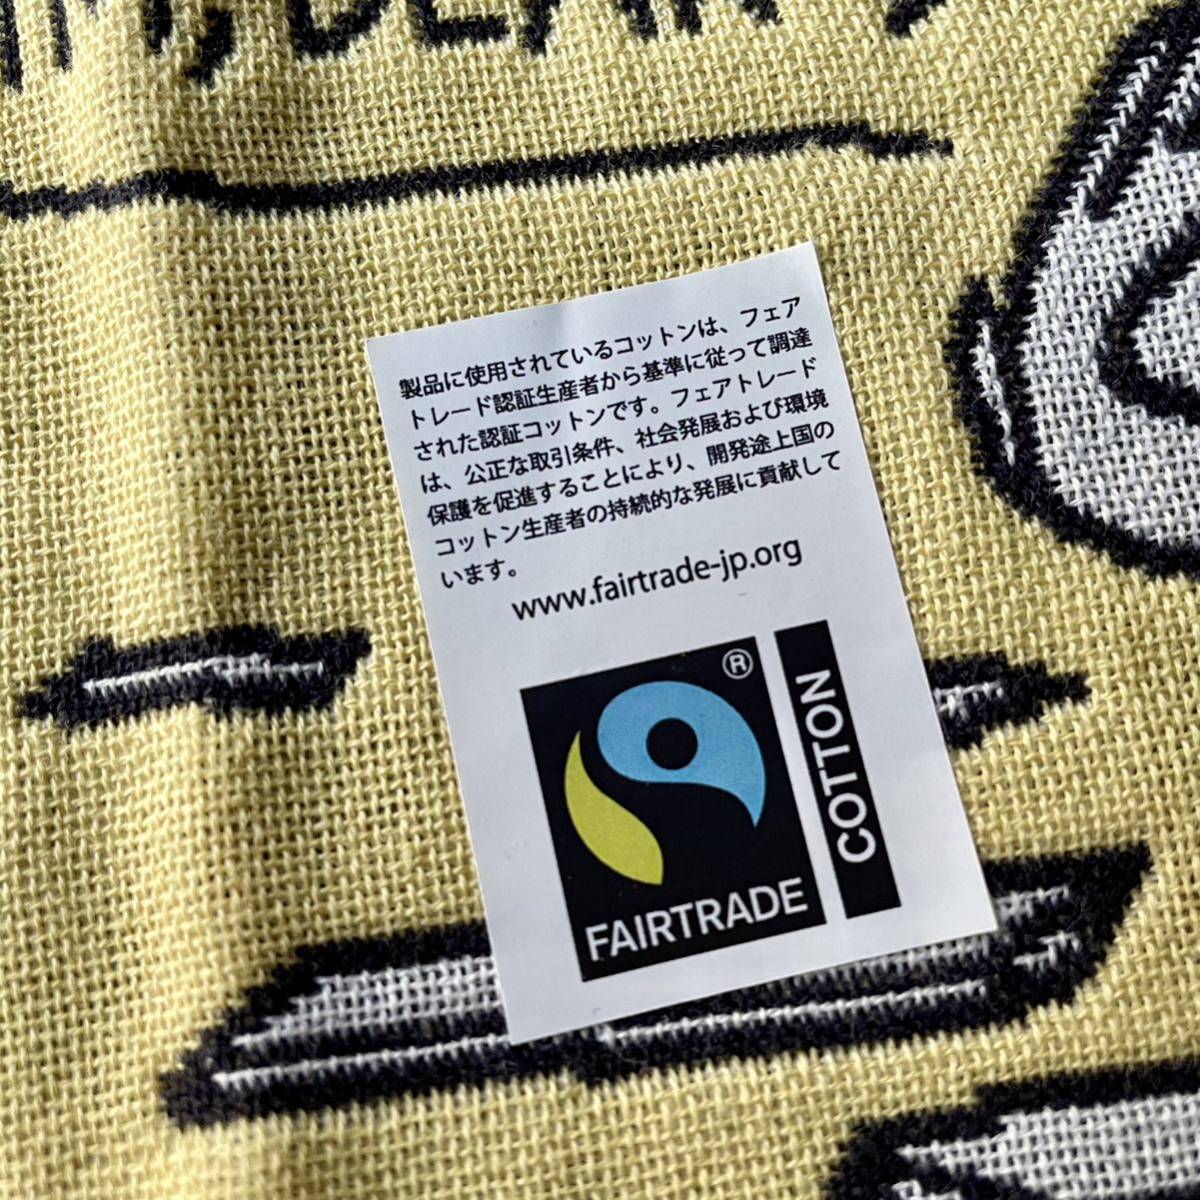 製品に使用されているコットンは、フェア
トレード認証生産者から基準に従って調達
された認証コットンです。フェアトレード
は、公正な取引条件、社会発展および環境
保護を促進することにより、開発途上国の
コットン生産者の持続的な発展に貢献して
います。
www.fairtrade-jp.org
®
FAIRTRADE
COTTON